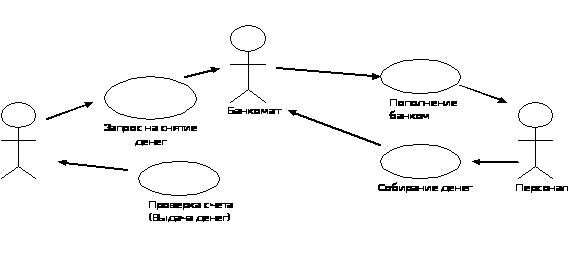 Банкомат
Пополнение
банком
Запрос на снятие
денег
Собирание денег
Персонал
Проверка счета
(Выдача денег)